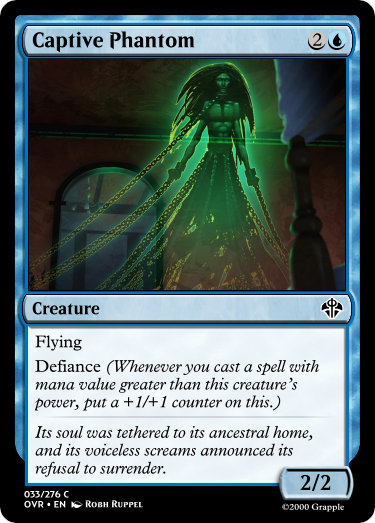 Captive Phantom 2
Creature
Flying
Defiance (Whenever you cast a spell with
mana value greater than this creature's
power, put a +1/+1 counter on this.)
Its soul was tethered to its ancestral home,
and its voiceless screams announced its
refusal to surrender.
2/2
033/276 C
OVR • EN Robh Ruppel
©2000 Grapple